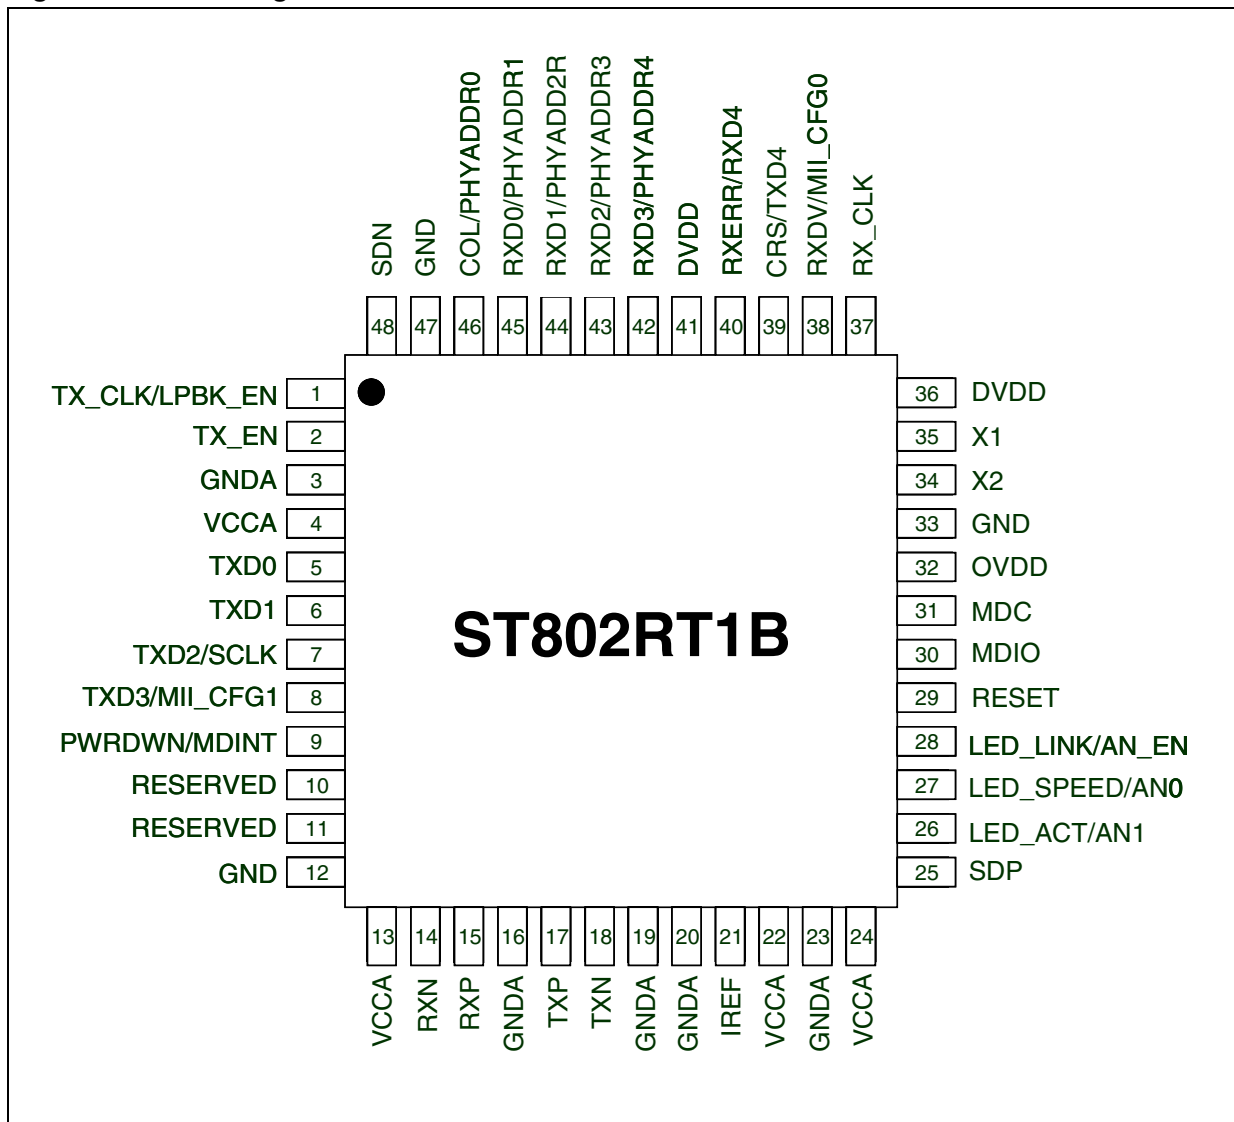 SDN
GND
COL/PHYADDR0
RXD0/PHYADDR1
RXD1/PHYADD2R
RXD2/PHYADDR3
RXD3/PHYADDR4
DVDD
RXERR/RXD4
CRS/TXD4
RXDV/MII_CFG0
RX_CLK
48 47 46 45 44 43 42 41 40 39 38 37
TX_CLK/LPBK_EN 1
TX_EN 2
GNDA 3
VCCA 4
TXD0 5
TXD1 6
TXD2/SCLK 7
TXD3/MII_CFG1 8
PWRDWN/MDINT 9
RESERVED 10
RESERVED 11
GND 12
ST802RT1B
36 DVDD
35 X1
34 X2
33 GND
32 OVDD
31 MDC
30 MDIO
29 RESET
28 LED_LINK/AN_EN
27 LED_SPEED/AN0
26 LED_ACT/AN1
25 SDP
13 14 15 16 17 18 19 20 21 22 23 24
VCCA
RXN
RXP
GNDA
TXP
TXN
GNDA
GNDA
IREF
VCCA
GNDA
VCCA